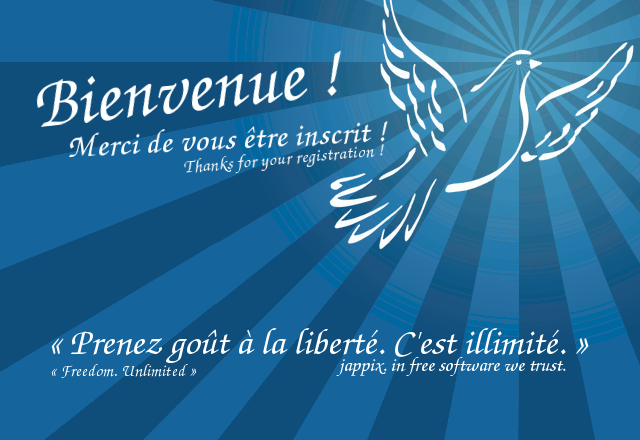 Bienvenue !
Merci de vous être inscrit !
Thanks for your registration !
« Prenez goût à la liberté. C'est illimité. »
« Freedom. Unlimited »
jappix. in free software we trust.